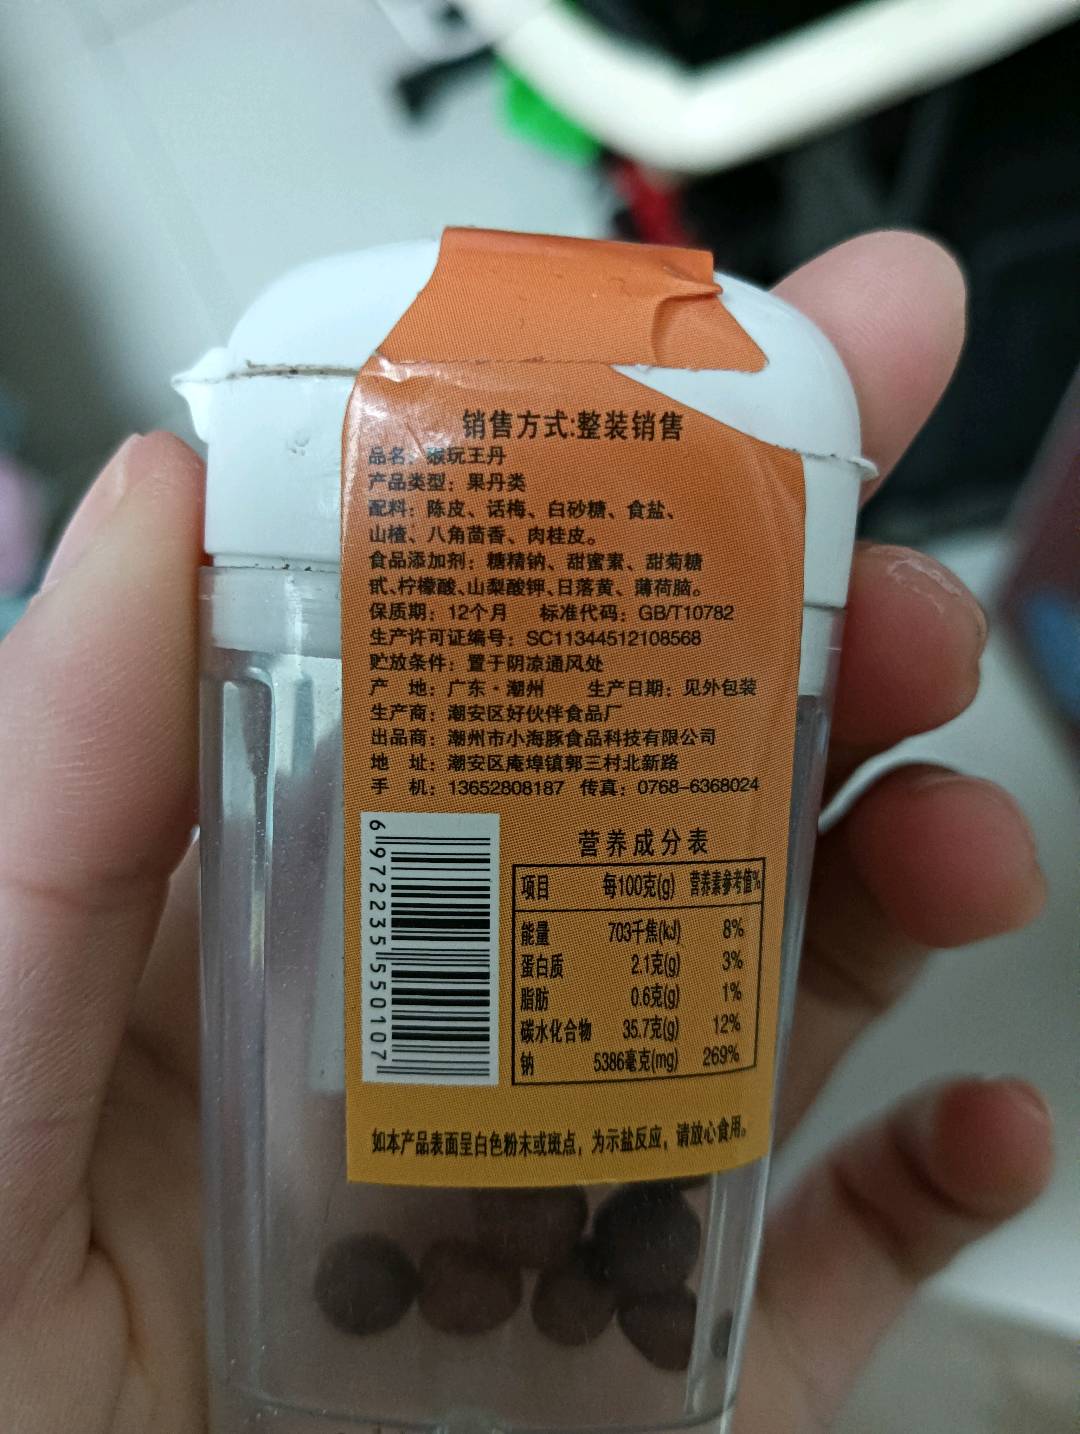 销售方式:整装销售
品名：猴玩王丹
产品类型：果丹类
配料：陈皮、话梅、白砂糖、食盐、
山楂、八角茴香、肉桂皮。
食品添加剂：糖精钠、甜蜜素、甜菊糖
甙、柠檬酸、山梨酸钾、日落黄、薄荷脑。
保质期：12个月 标准代码：GB/T10782
生产许可证编号：SC11344512108568
贮放条件：置于阴凉通风处
产 地：广东·潮州 生产日期：见外包装
生产商：潮安区好伙伴食品厂
出品商：潮州市小海豚食品科技有限公司
地 址：潮安区庵埠镇郭三村北新路
手 机：13652808187 传真：0768-6368024
营养成分表
项目 每100克(g) 营养素参考值%
能量 703千焦(kJ) 8%
蛋白质 2.1克(g) 3%
脂肪 0.6克(g) 1%
碳水化合物 35.7克(g) 12%
钠 5386毫克(mg) 269%
6972235550107
如本产品表面呈白色粉末或斑点，为示盐反应，请放心食用。